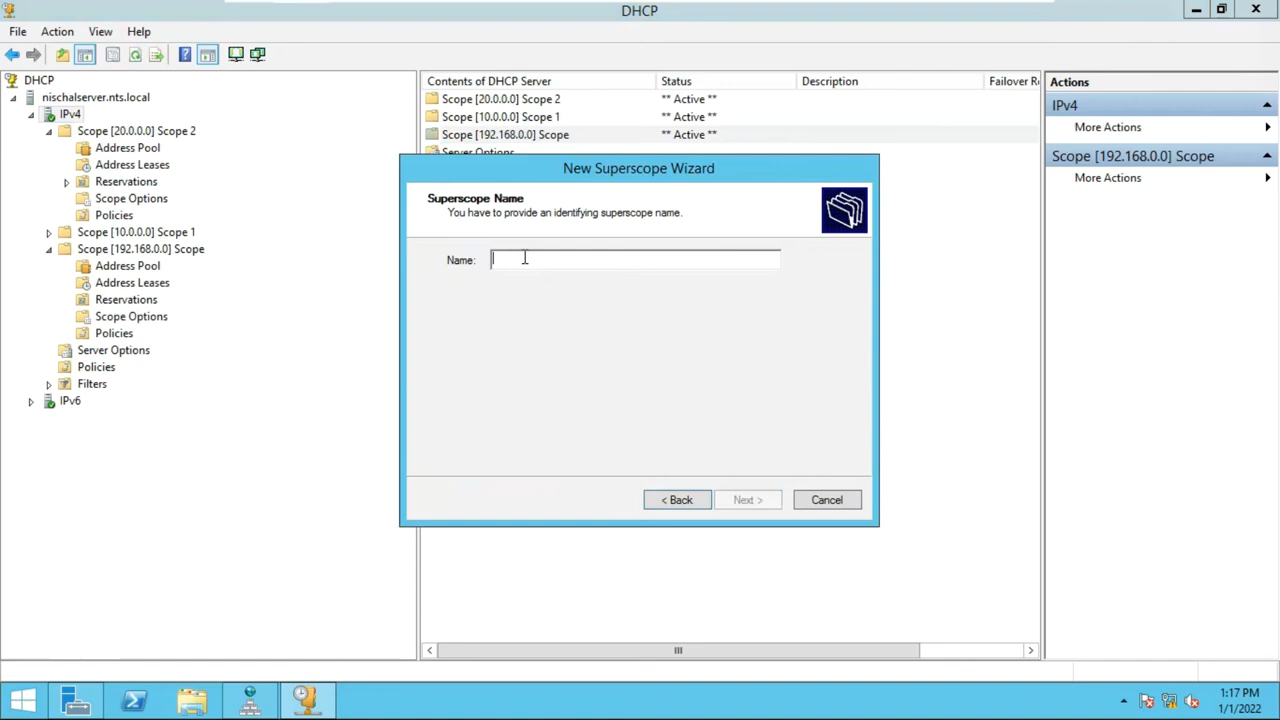 DHCP
File Action View Help
DHCP
nischalserver.nts.local
IPv4
Scope [20.0.0.0] Scope 2
Address Pool
Address Leases
Reservations
Scope Options
Policies
Scope [10.0.0.0] Scope 1
Scope [192.168.0.0] Scope
Address Pool
Address Leases
Reservations
Scope Options
Policies
Server Options
Policies
Filters
IPv6
Contents of DHCP Server Status Description Failover Re
Scope [20.0.0.0] Scope 2 ** Active **
Scope [10.0.0.0] Scope 1 ** Active **
Scope [192.168.0.0] Scope ** Active **
Server Options
New Superscope Wizard
Superscope Name
You have to provide an identifying superscope name.
Name:
< Back Next > Cancel
Actions
IPv4
More Actions
Scope [192.168.0.0] Scope
More Actions
1:17 PM
1/1/2022